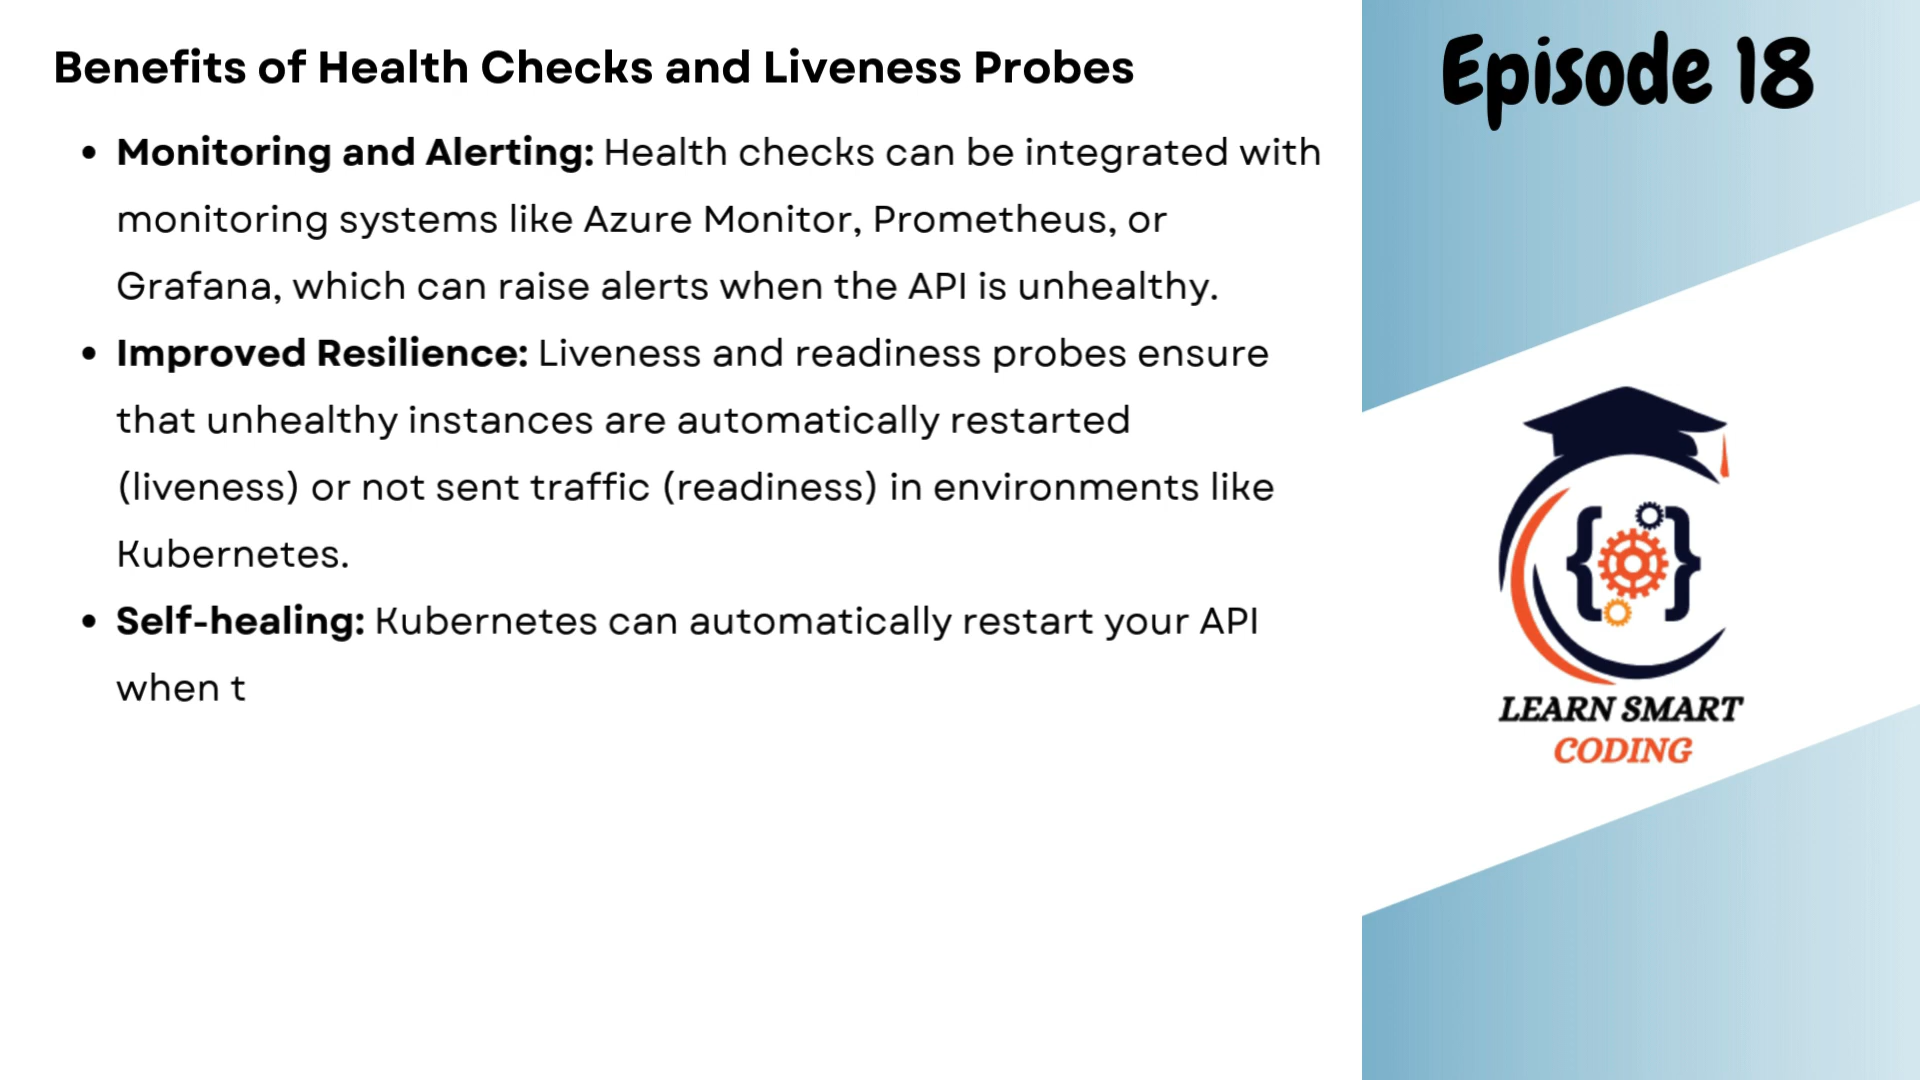 Benefits of Health Checks and Liveness Probes
Episode 18
• Monitoring and Alerting: Health checks can be integrated with
monitoring systems like Azure Monitor, Prometheus, or
Grafana, which can raise alerts when the API is unhealthy.
• Improved Resilience: Liveness and readiness probes ensure
that unhealthy instances are automatically restarted
(liveness) or not sent traffic (readiness) in environments like
Kubernetes.
• Self-healing: Kubernetes can automatically restart your API
when t
{ }
LEARN SMART
CODING